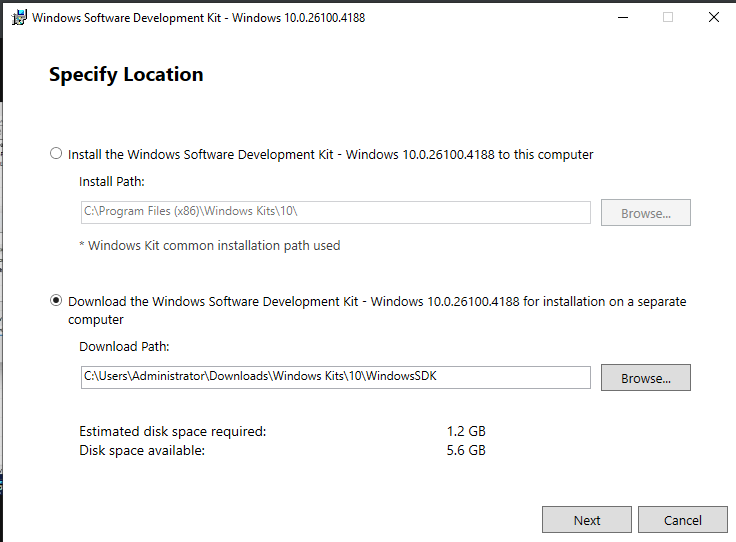 Windows Software Development Kit - Windows 10.0.26100.4188
Specify Location
Install the Windows Software Development Kit - Windows 10.0.26100.4188 to this computer
Install Path:
C:\Program Files (x86)\Windows Kits\10\
Browse...
* Windows Kit common installation path used
Download the Windows Software Development Kit - Windows 10.0.26100.4188 for installation on a separate
computer
Download Path:
C:\Users\Administrator\Downloads\Windows Kits\10\WindowsSDK
Browse...
Estimated disk space required: 1.2 GB
Disk space available: 5.6 GB
Next Cancel